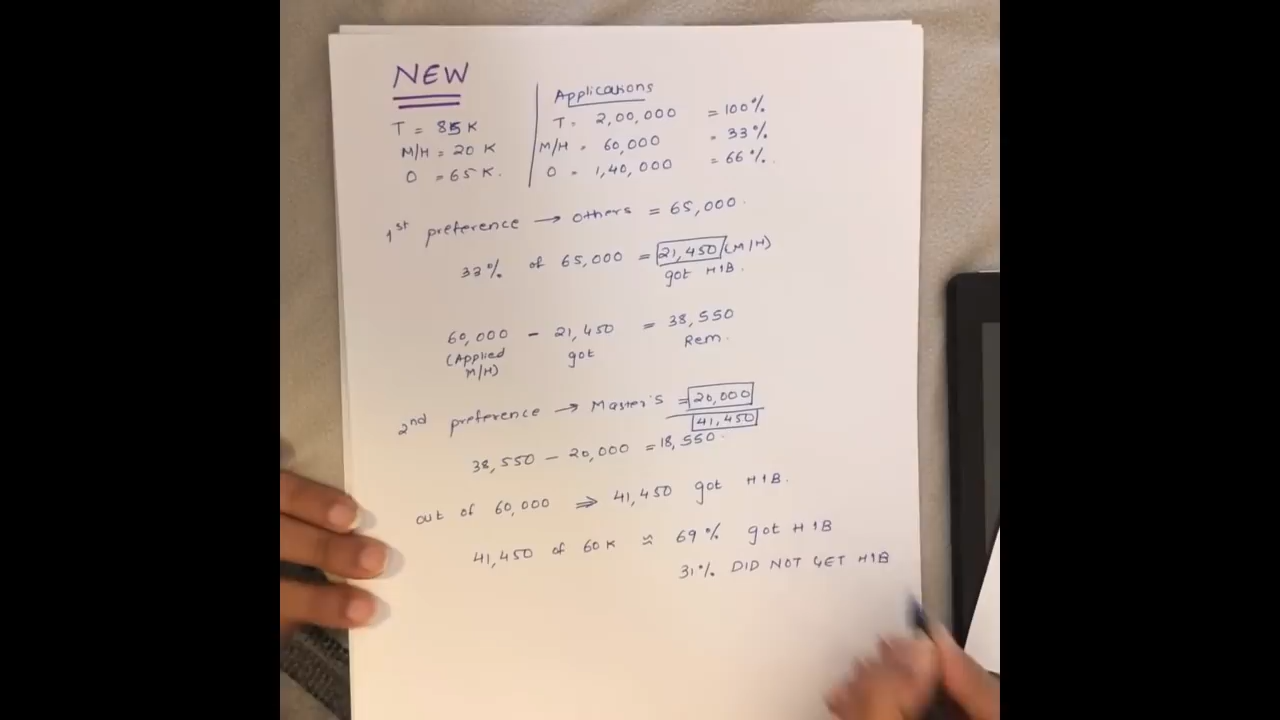 NEW
T = 85 K
M/H = 20 K
O = 65 K.
Applications
T = 2,00,000 = 100%
M/H = 60,000 = 33%
O = 1,40,000 = 66%.
1st preference → others = 65,000.
33% of 65,000 = 21,450 (M/H)
got H1B.
60,000 - 21,450 = 38,550
(Applied M/H) got Rem.
2nd preference → Master's = 20,000
41,450
38,550 - 20,000 = 18,550.
out of 60,000 ⇒ 41,450 got H1B.
41,450 of 60K ≈ 69% got H1B
31% DID NOT GET H1B